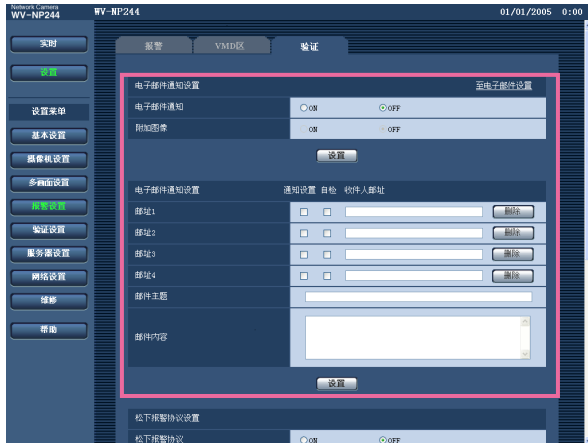 Network Camera
WV-NP244
WV-NP244 01/01/2005 0:00
实时
设置
设置菜单
基本设置
摄像机设置
多画面设置
报警设置
验证设置
服务器设置
网络设置
维修
帮助
报警 VMD区 验证
电子邮件通知设置 至电子邮件设置
电子邮件通知 ON OFF
附加图像 ON OFF
设置
电子邮件通知设置 通知设置 自检 收件人邮址
邮址1 删除
邮址2 删除
邮址3 删除
邮址4 删除
邮件主题
邮件内容
设置
松下报警协议设置
松下报警协议 ON OFF